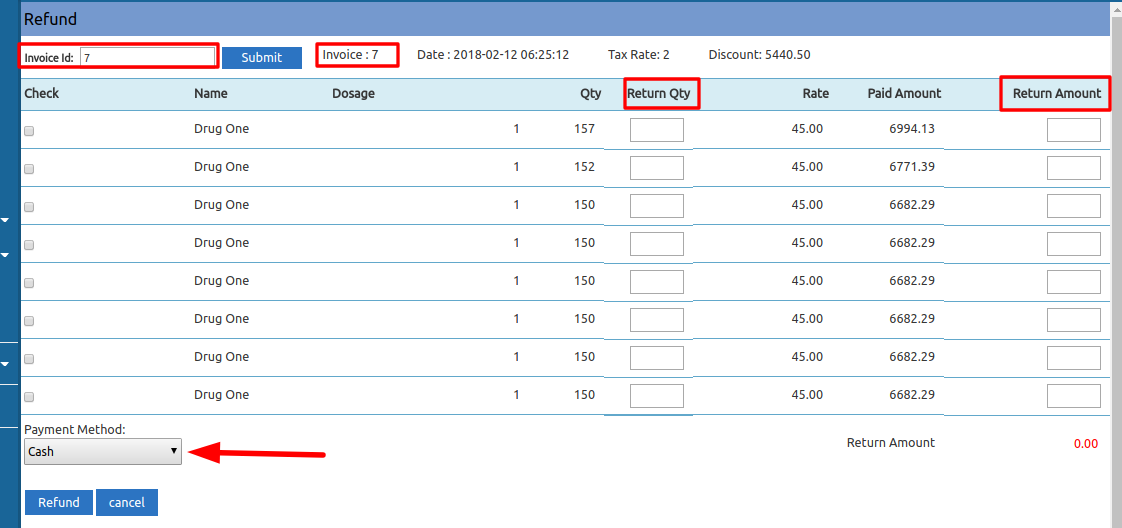 Refund
Invoice Id: 7 Submit Invoice : 7 Date : 2018-02-12 06:25:12 Tax Rate: 2 Discount: 5440.50
Check Name Dosage Qty Return Qty Rate Paid Amount Return Amount
Drug One 1 157 45.00 6994.13
Drug One 1 152 45.00 6771.39
Drug One 1 150 45.00 6682.29
Drug One 1 150 45.00 6682.29
Drug One 1 150 45.00 6682.29
Drug One 1 150 45.00 6682.29
Drug One 1 150 45.00 6682.29
Drug One 1 150 45.00 6682.29
Payment Method:
Cash Return Amount 0.00
Refund cancel